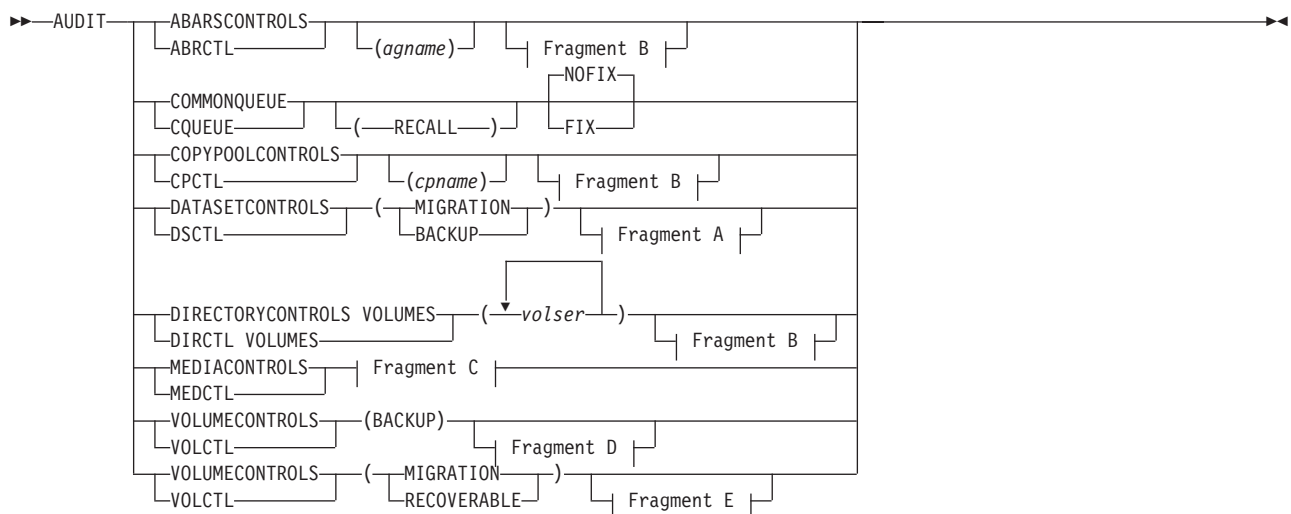 AUDIT ABARSCONTROLS
ABRCTL (agname) Fragment B
NOFIX
COMMONQUEUE
CQUEUE ( RECALL ) FIX
COPYPOOLCONTROLS
CPCTL (cpname) Fragment B
DATASETCONTROLS ( MIGRATION )
DSCTL BACKUP Fragment A
DIRECTORYCONTROLS VOLUMES ( volser )
DIRCTL VOLUMES Fragment B
MEDIACONTROLS Fragment C
MEDCTL
VOLUMECONTROLS (BACKUP)
VOLCTL Fragment D
VOLUMECONTROLS ( MIGRATION )
VOLCTL RECOVERABLE Fragment E